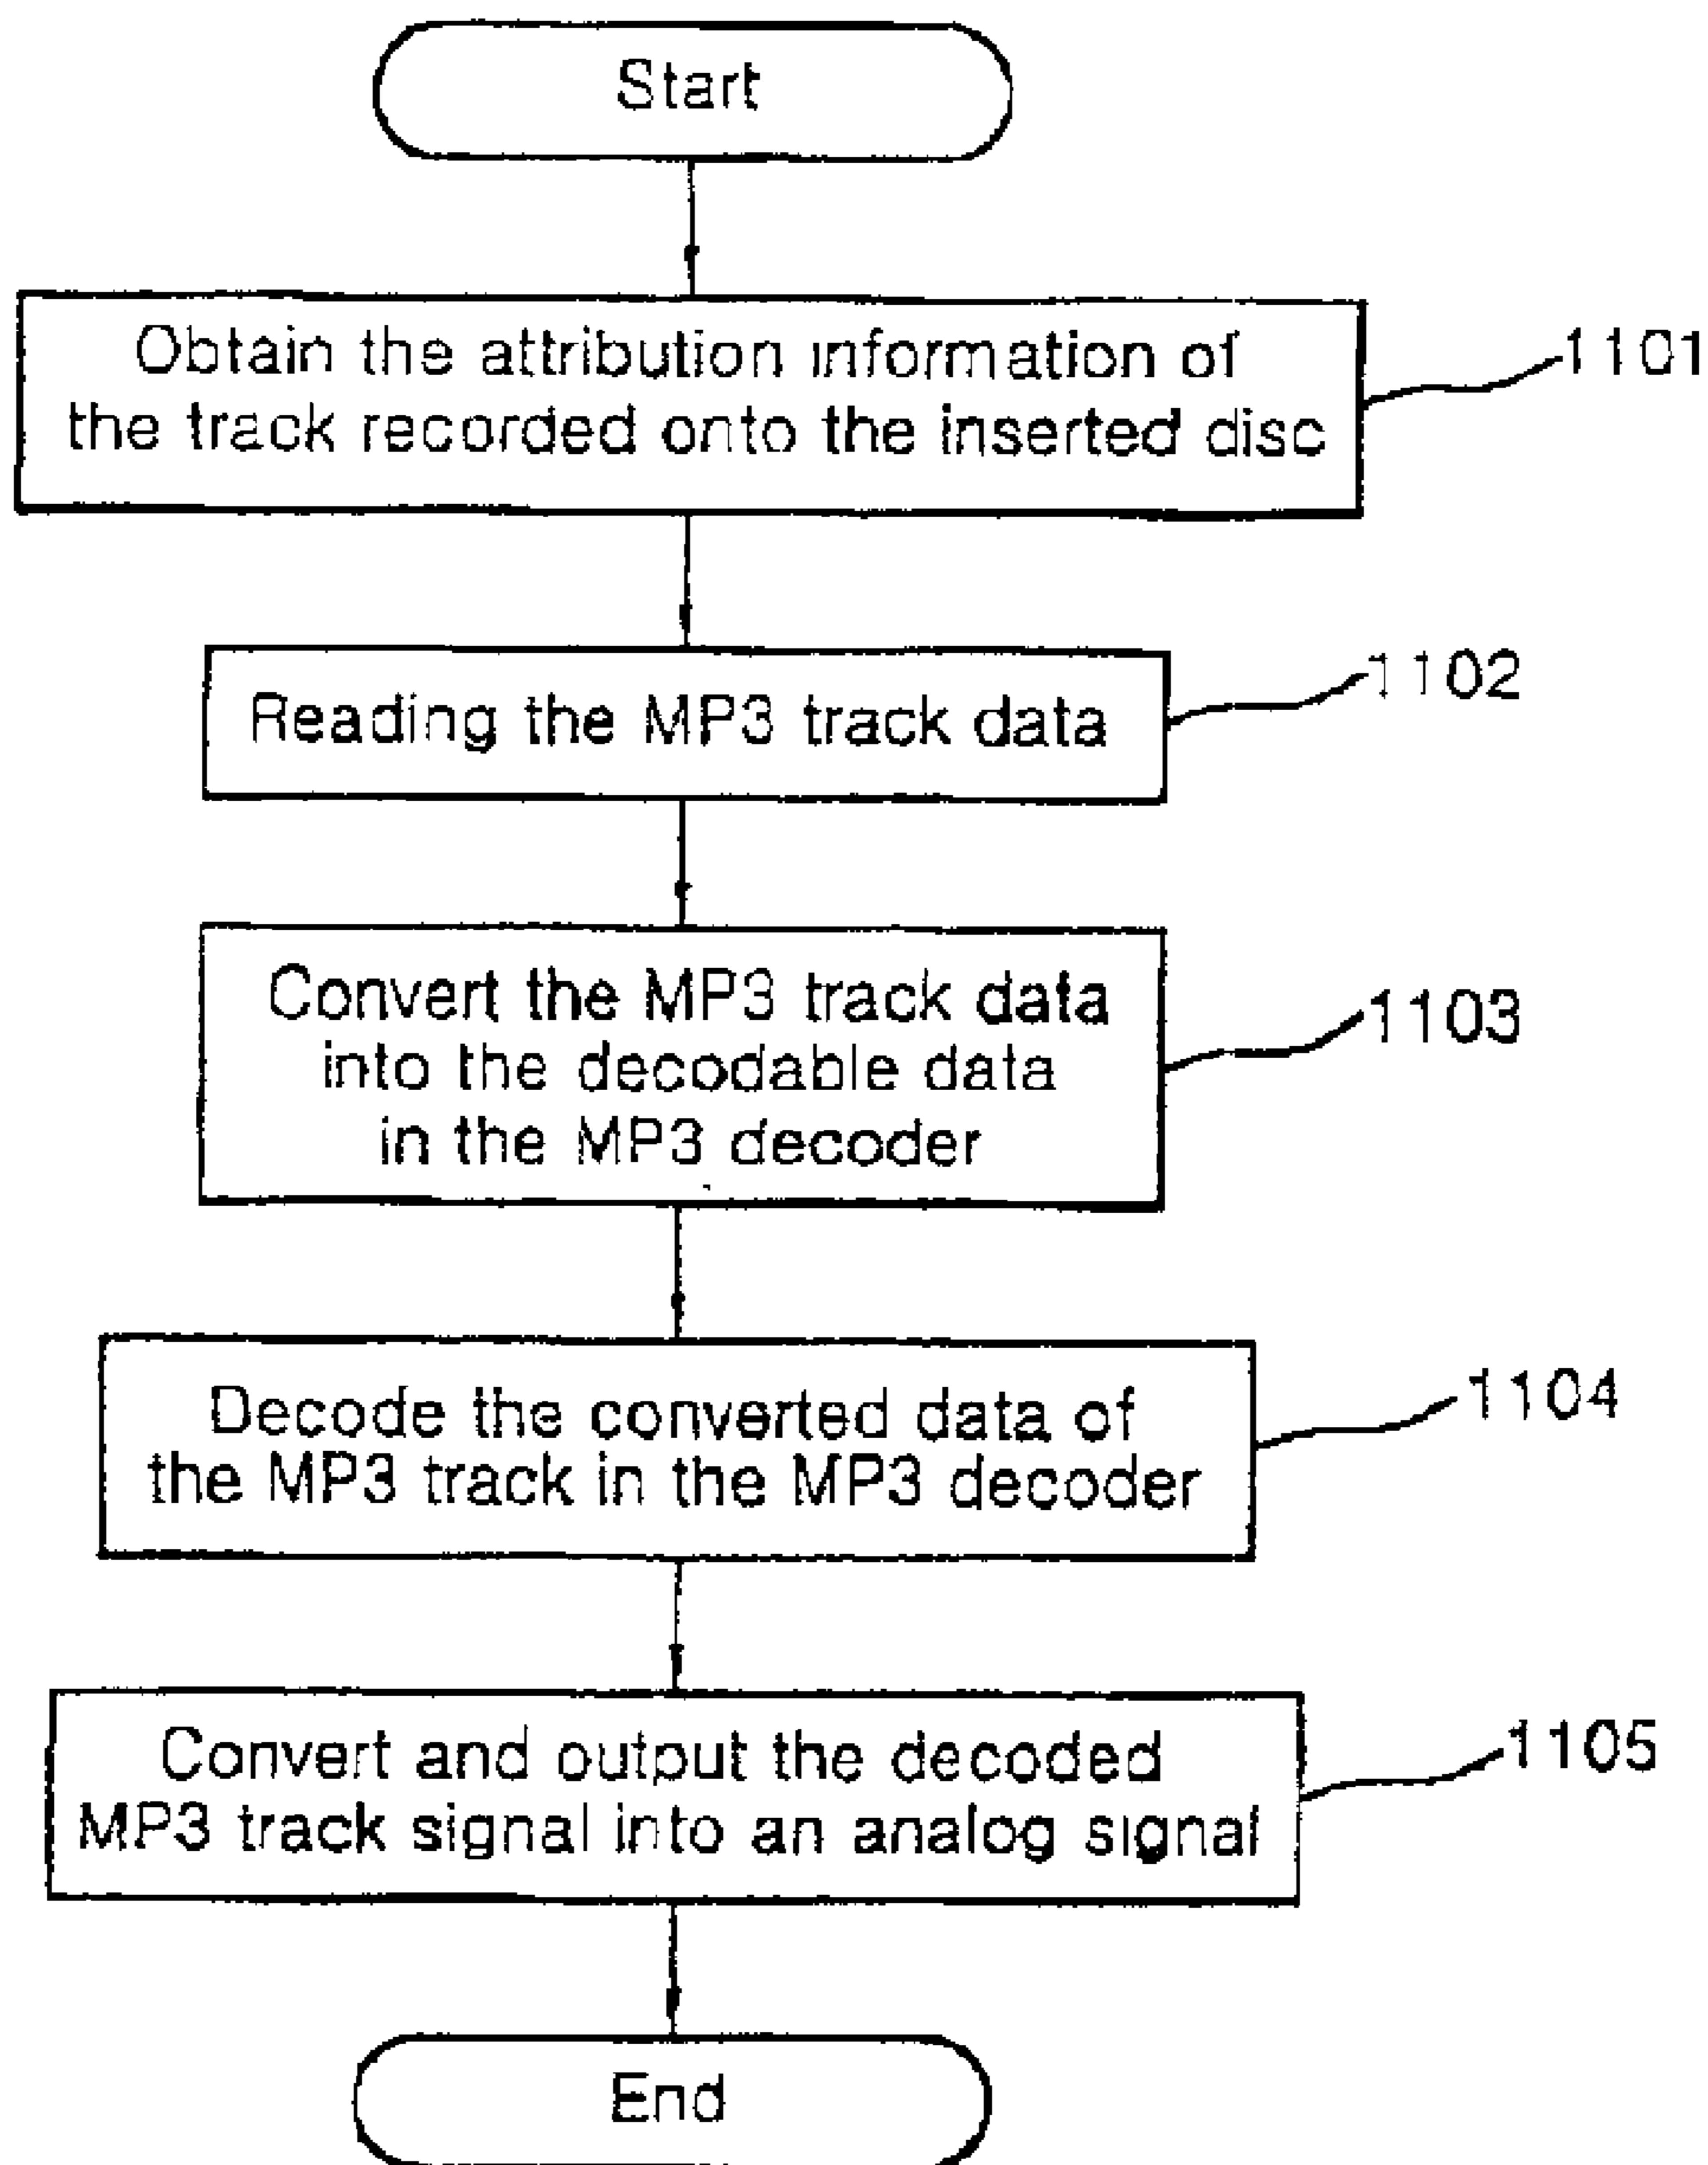 Start
Obtain the attribution information of
the track recorded onto the inserted disc
1101
Reading the MP3 track data
1102
Convert the MP3 track data
into the decodable data
in the MP3 decoder
1103
Decode the converted data of
the MP3 track in the MP3 decoder
1104
Convert and output the decoded
MP3 track signal into an analog signal
1105
End